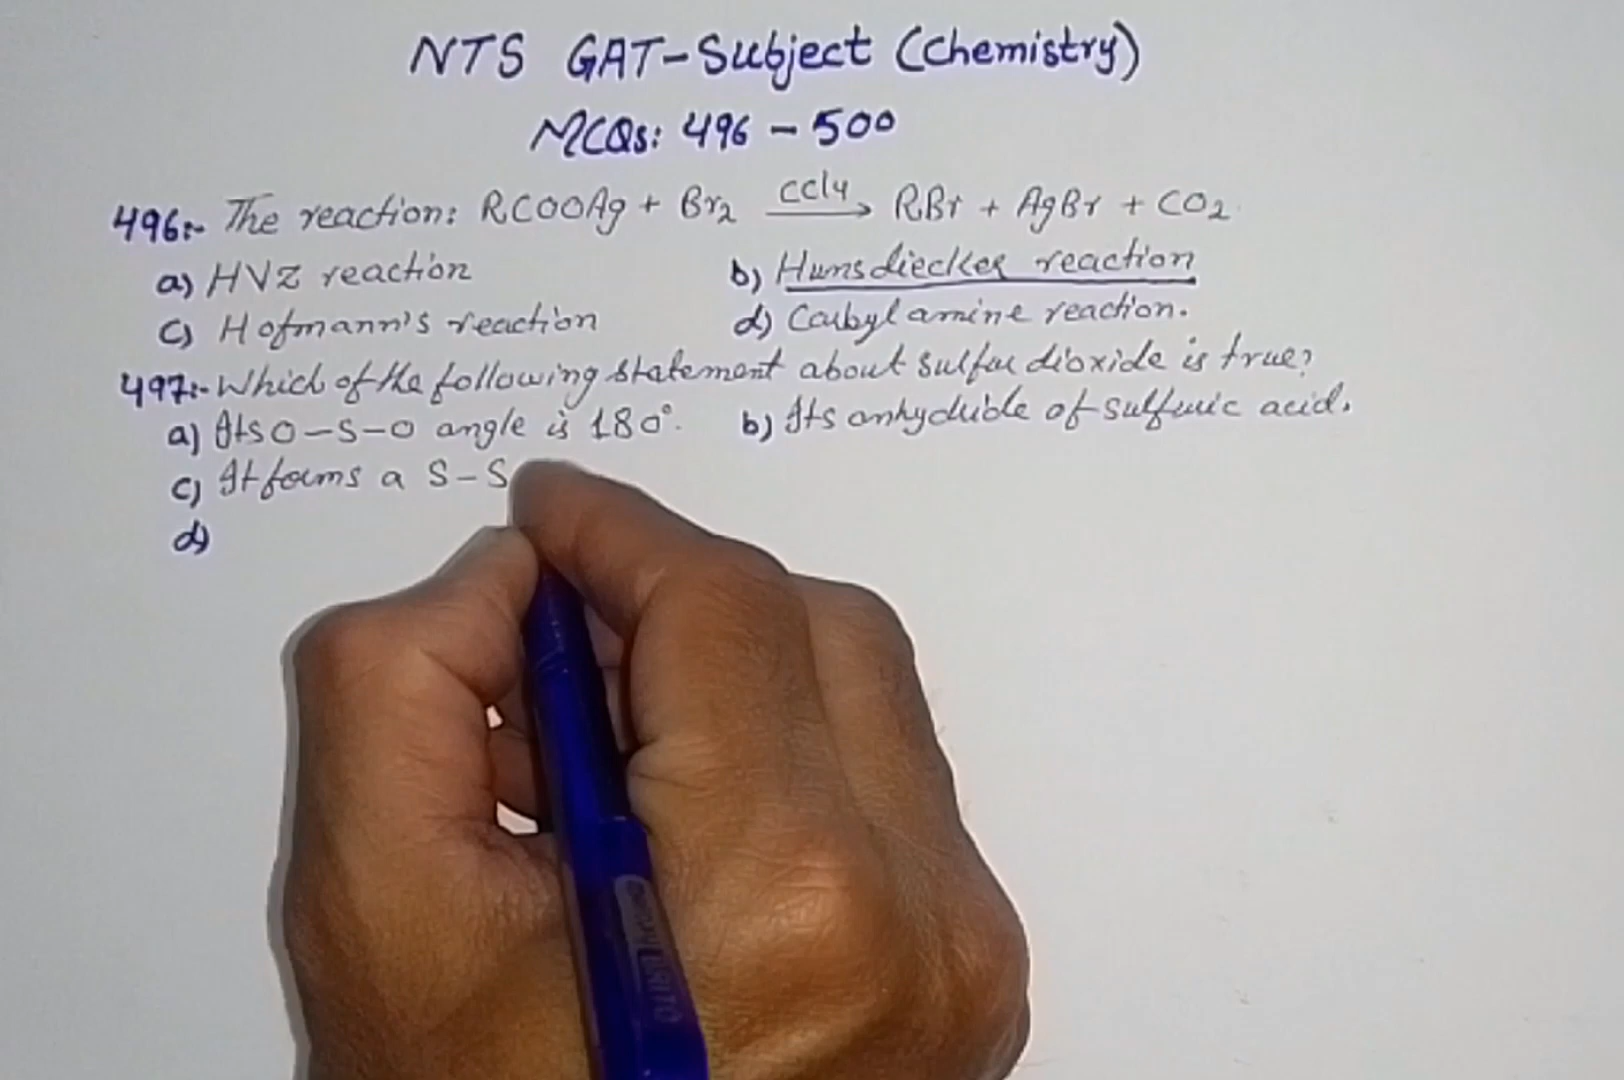 NTS GAT-Subject (Chemistry)
MCQs: 496 - 500
496:- The reaction: RCOOAg + Br₂ CCl4 → RBr + AgBr + CO₂
a) HVZ reaction b) Hunsdiecker reaction
c) Hofmann's reaction d) Carbylamine reaction.
497:- Which of the following statement about sulfur dioxide is true?
a) Its O-S-O angle is 180°. b) Its anhydride of sulfuric acid.
c) It forms a S-S
d)